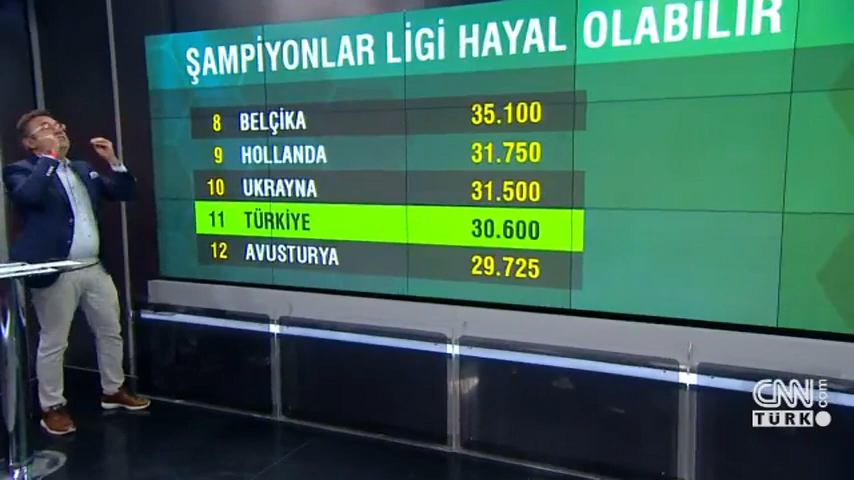 ŞAMPİYONLAR LİGİ HAYAL OLABİLİR
8 BELÇİKA 35.100
9 HOLLANDA 31.750
10 UKRAYNA 31.500
11 TÜRKİYE 30.600
12 AVUSTURYA 29.725
CNN.com
TÜRK